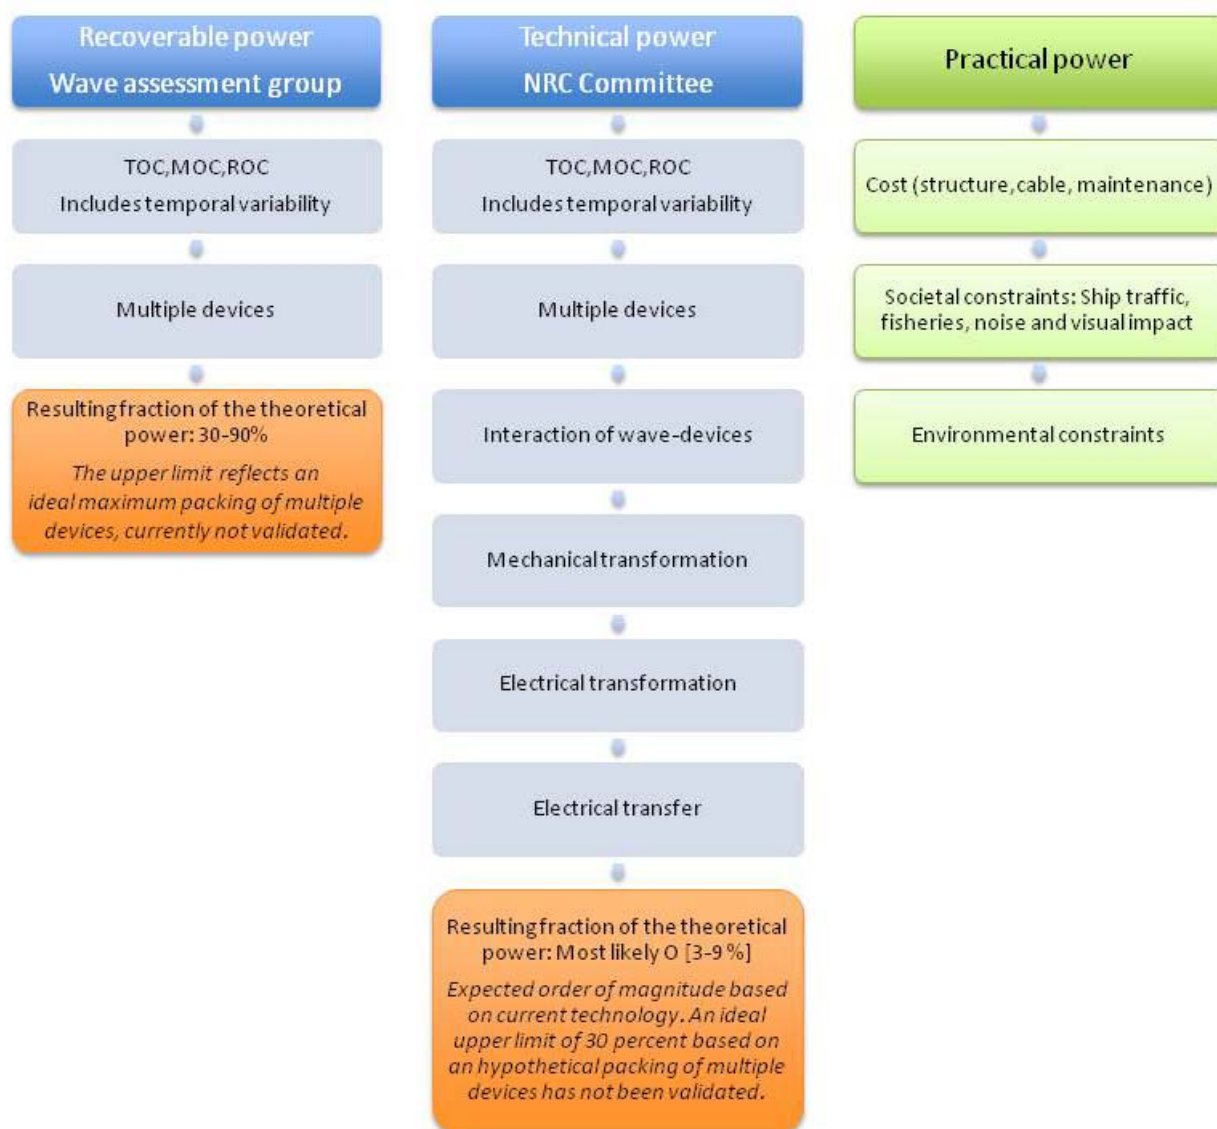 Recoverable power
Wave assessment group
TOC,MOC,ROC
Includes temporal variability
Multiple devices
Resulting fraction of the theoretical
power: 30-90%
The upper limit reflects an
ideal maximum packing of multiple
devices, currently not validated.
Technical power
NRC Committee
TOC,MOC,ROC
Includes temporal variability
Multiple devices
Interaction of wave-devices
Mechanical transformation
Electrical transformation
Electrical transfer
Resulting fraction of the theoretical
power: Most likely O [3-9 %]
Expected order of magnitude based
on current technology. An ideal
upper limit of 30 percent based on
an hypothetical packing of multiple
devices has not been validated.
Practical power
Cost (structure,cable, maintenance)
Societal constraints: Ship traffic,
fisheries, noise and visual impact
Environmental constraints